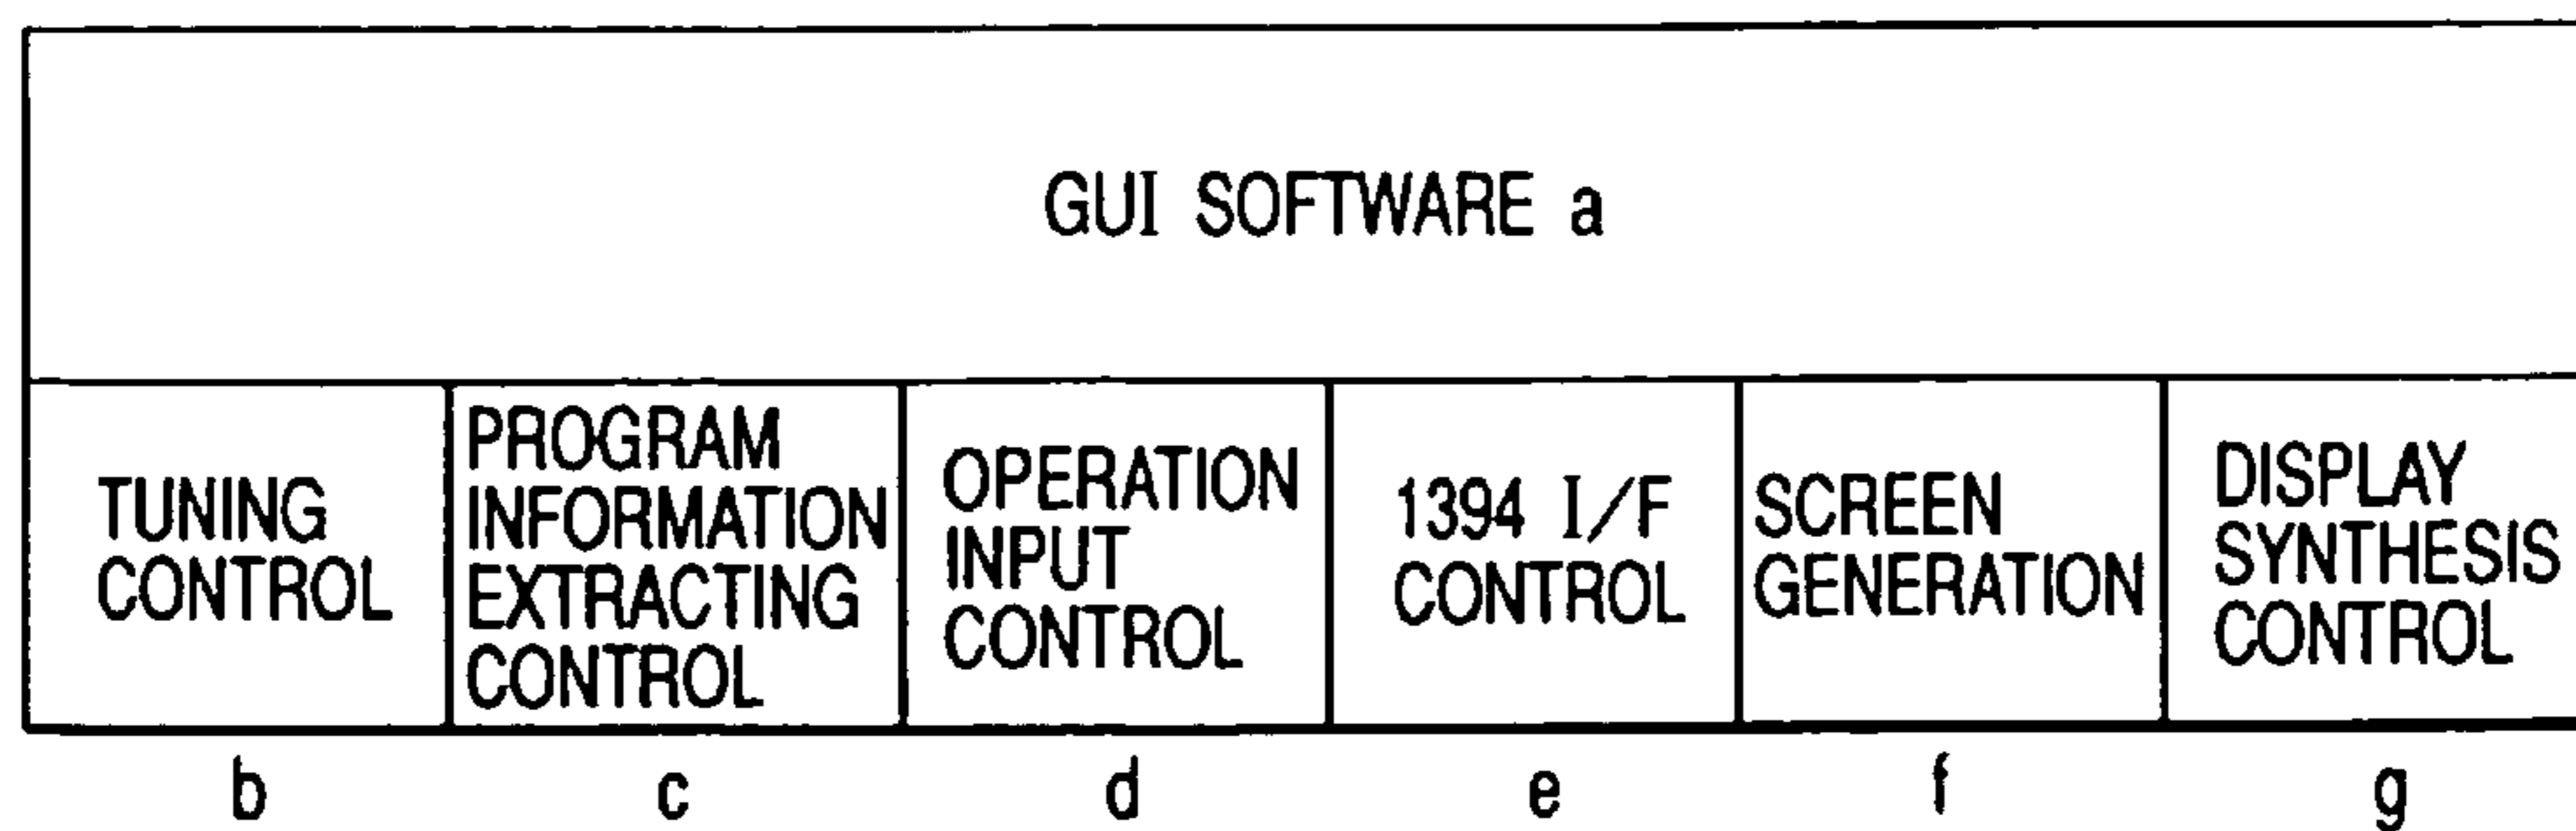 GUI SOFTWARE a
TUNING
CONTROL
PROGRAM
INFORMATION
EXTRACTING
CONTROL
OPERATION
INPUT
CONTROL
1394 I/F
CONTROL
SCREEN
GENERATION
DISPLAY
SYNTHESIS
CONTROL
b
c
d
e
f
g